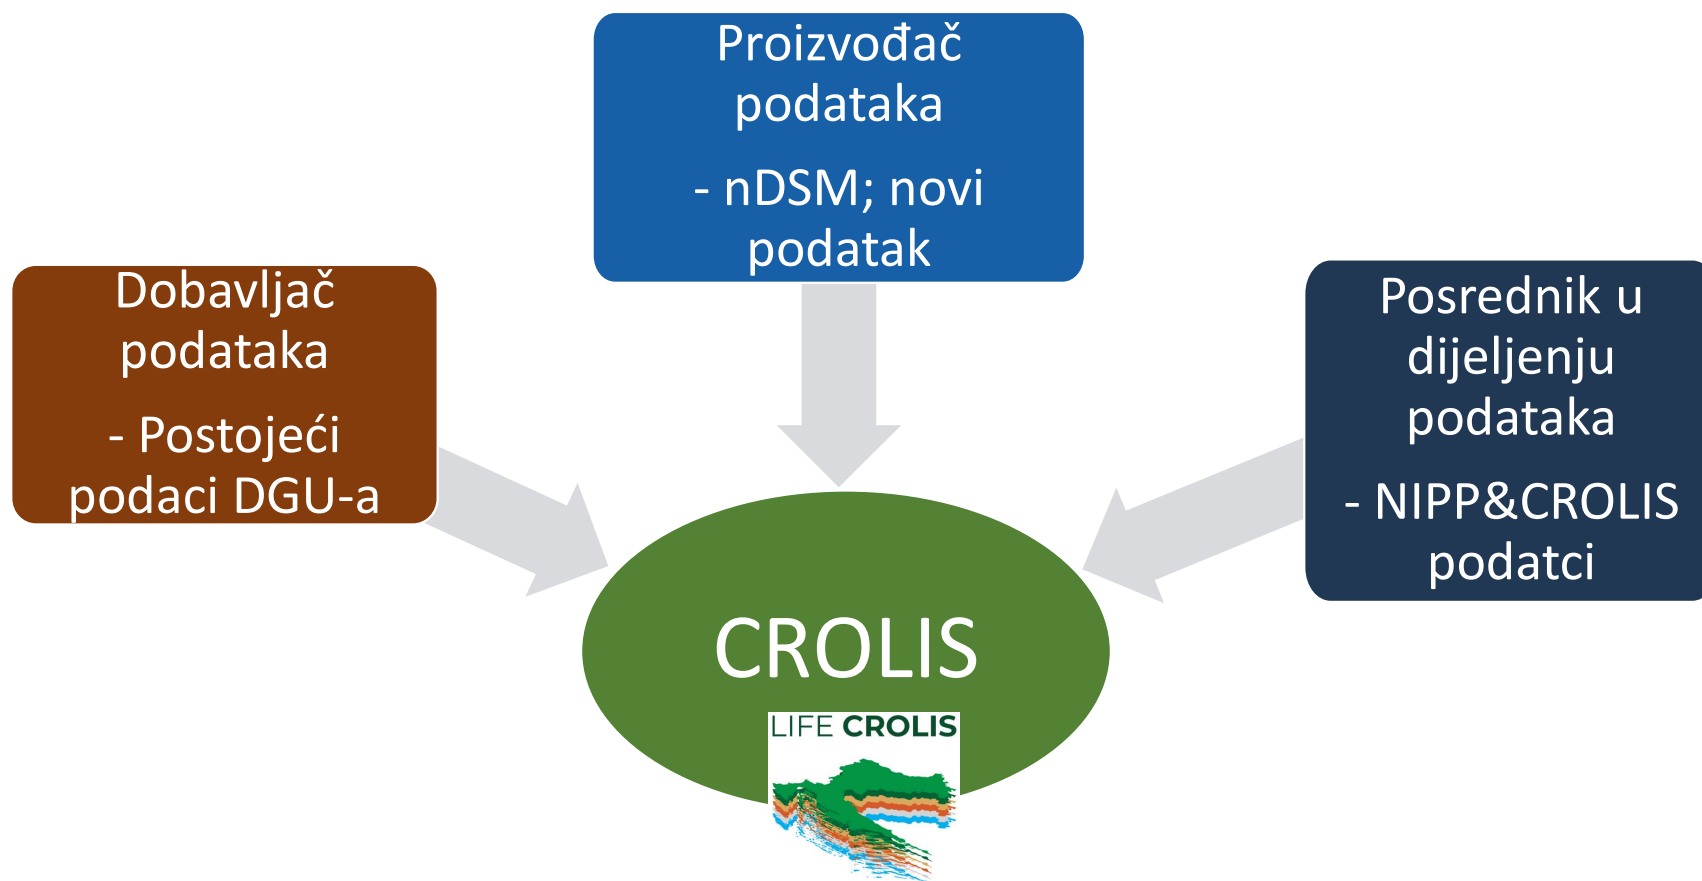 Proizvođač
podataka
- nDSM; novi
podatak
Dobavljač
podataka
- Postojeći
podaci DGU-a
Posrednik u
dijeljenju
podataka
- NIPP&CROLIS
podatci
CROLIS
LIFE CROLIS